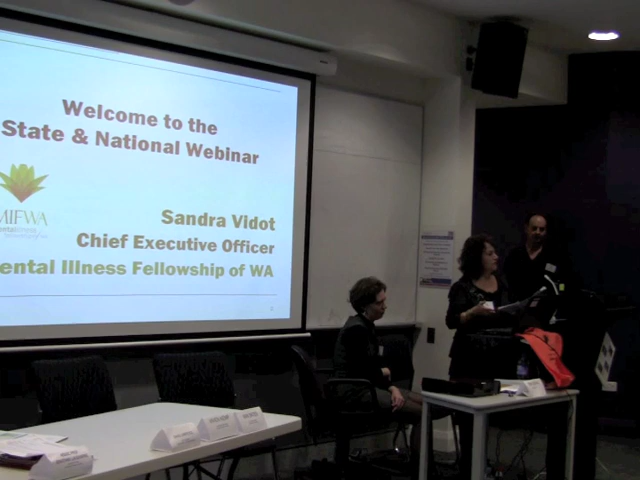 Welcome to the
State & National Webinar
MIFWA
Sandra Vidot
Chief Executive Officer
ental Illness Fellowship of WA